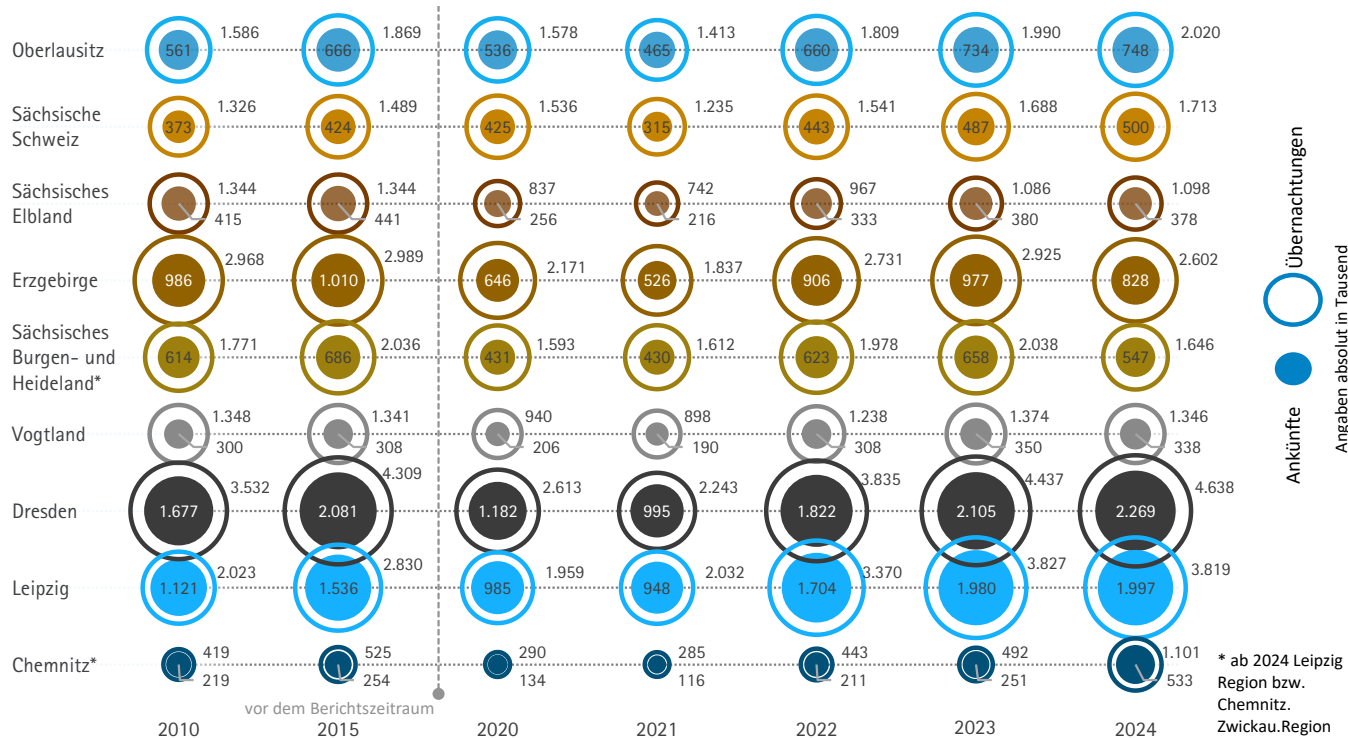 Oberlausitz
561 1.586 666 1.869 536 1.578 465 1.413 660 1.809 734 1.990 748 2.020
Sächsische
Schweiz
373 1.326 424 1.489 425 1.536 315 1.235 443 1.541 487 1.688 500 1.713
Sächsisches
Elbland
1.344 1.344 837 742 967 1.086 1.098
415 441 256 216 333 380 378
Erzgebirge
986 2.968 1.010 2.989 646 2.171 526 1.837 906 2.731 977 2.925 828 2.602
Sächsisches
Burgen- und
Heideland*
614 1.771 686 2.036 431 1.593 430 1.612 623 1.978 658 2.038 547 1.646
Vogtland
1.348 1.341 940 898 1.238 1.374 1.346
300 308 206 190 308 350 338
Dresden
1.677 3.532 2.081 4.309 1.182 2.613 995 2.243 1.822 3.835 2.105 4.437 2.269 4.638
Leipzig
1.121 2.023 1.536 2.830 985 1.959 948 2.032 1.704 3.370 1.980 3.827 1.997 3.819
Chemnitz*
419 525 290 285 443 492 1.101
219 254 134 116 211 251 533
vor dem Berichtszeitraum
2010 2015 2020 2021 2022 2023 2024
Übernachtungen
Ankünfte
Angaben absolut in Tausend
* ab 2024 Leipzig
Region bzw.
Chemnitz.
Zwickau.Region